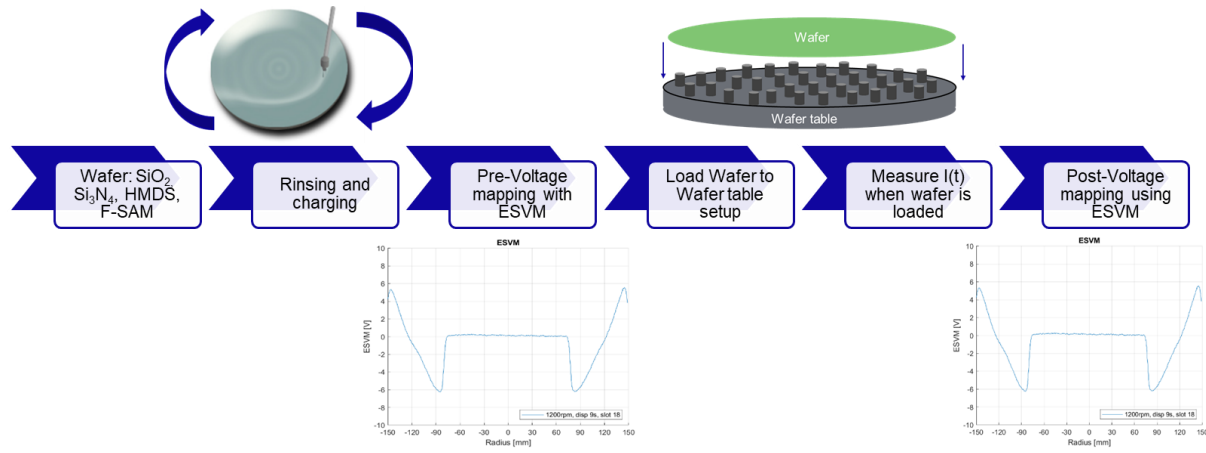 Wafer
Wafer table
Wafer: SiO₂,
Si₃N₄, HMDS,
F-SAM
Rinsing and
charging
Pre-Voltage
mapping with
ESVM
Load Wafer to
Wafer table
setup
Measure I(t)
when wafer is
loaded
Post-Voltage
mapping using
ESVM
ESVM
10
8
6
4
2
0
-2
-4
-6
-8
-10
ESVM [V]
1200rpm, disp 9s, slot 18
-150 -120 -90 -60 -30 0 30 60 90 120 150
Radius [mm]
ESVM
10
8
6
4
2
0
-2
-4
-6
-8
-10
ESVM [V]
1200rpm, disp 9s, slot 18
-150 -120 -90 -60 -30 0 30 60 90 120 150
Radius [mm]